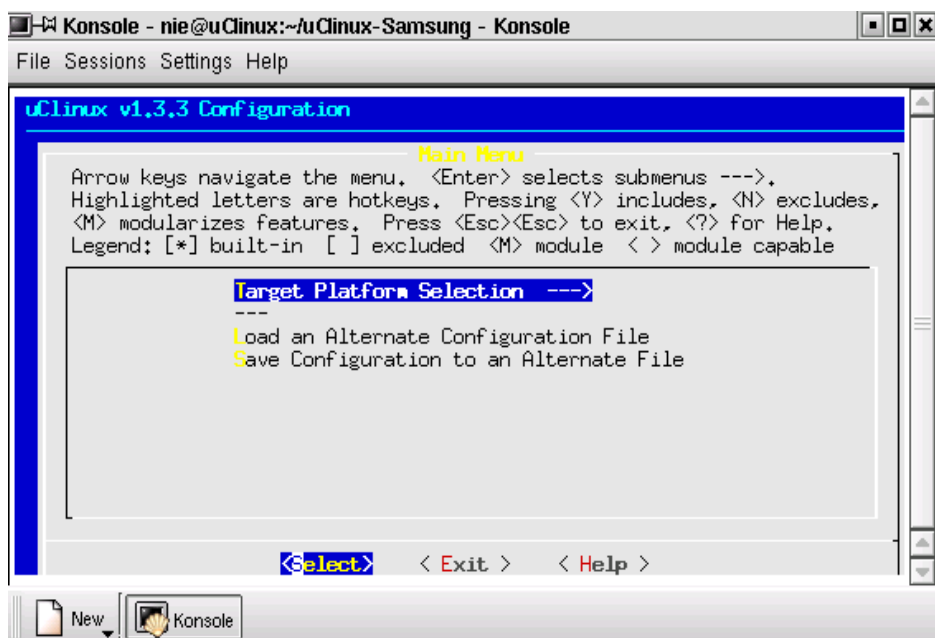 Konsole - nie@uClinux:~/uClinux-Samsung - Konsole
File Sessions Settings Help
uClinux v1.3.3 Configuration
Main Menu
Arrow keys navigate the menu. <Enter> selects submenus --->.
Highlighted letters are hotkeys. Pressing <Y> includes, <N> excludes,
<M> modularizes features. Press <Esc><Esc> to exit, <?> for Help.
Legend: [*] built-in [ ] excluded <M> module < > module capable
Target Platform Selection --->
---
Load an Alternate Configuration File
Save Configuration to an Alternate File
<Select> < Exit > < Help >
New Konsole